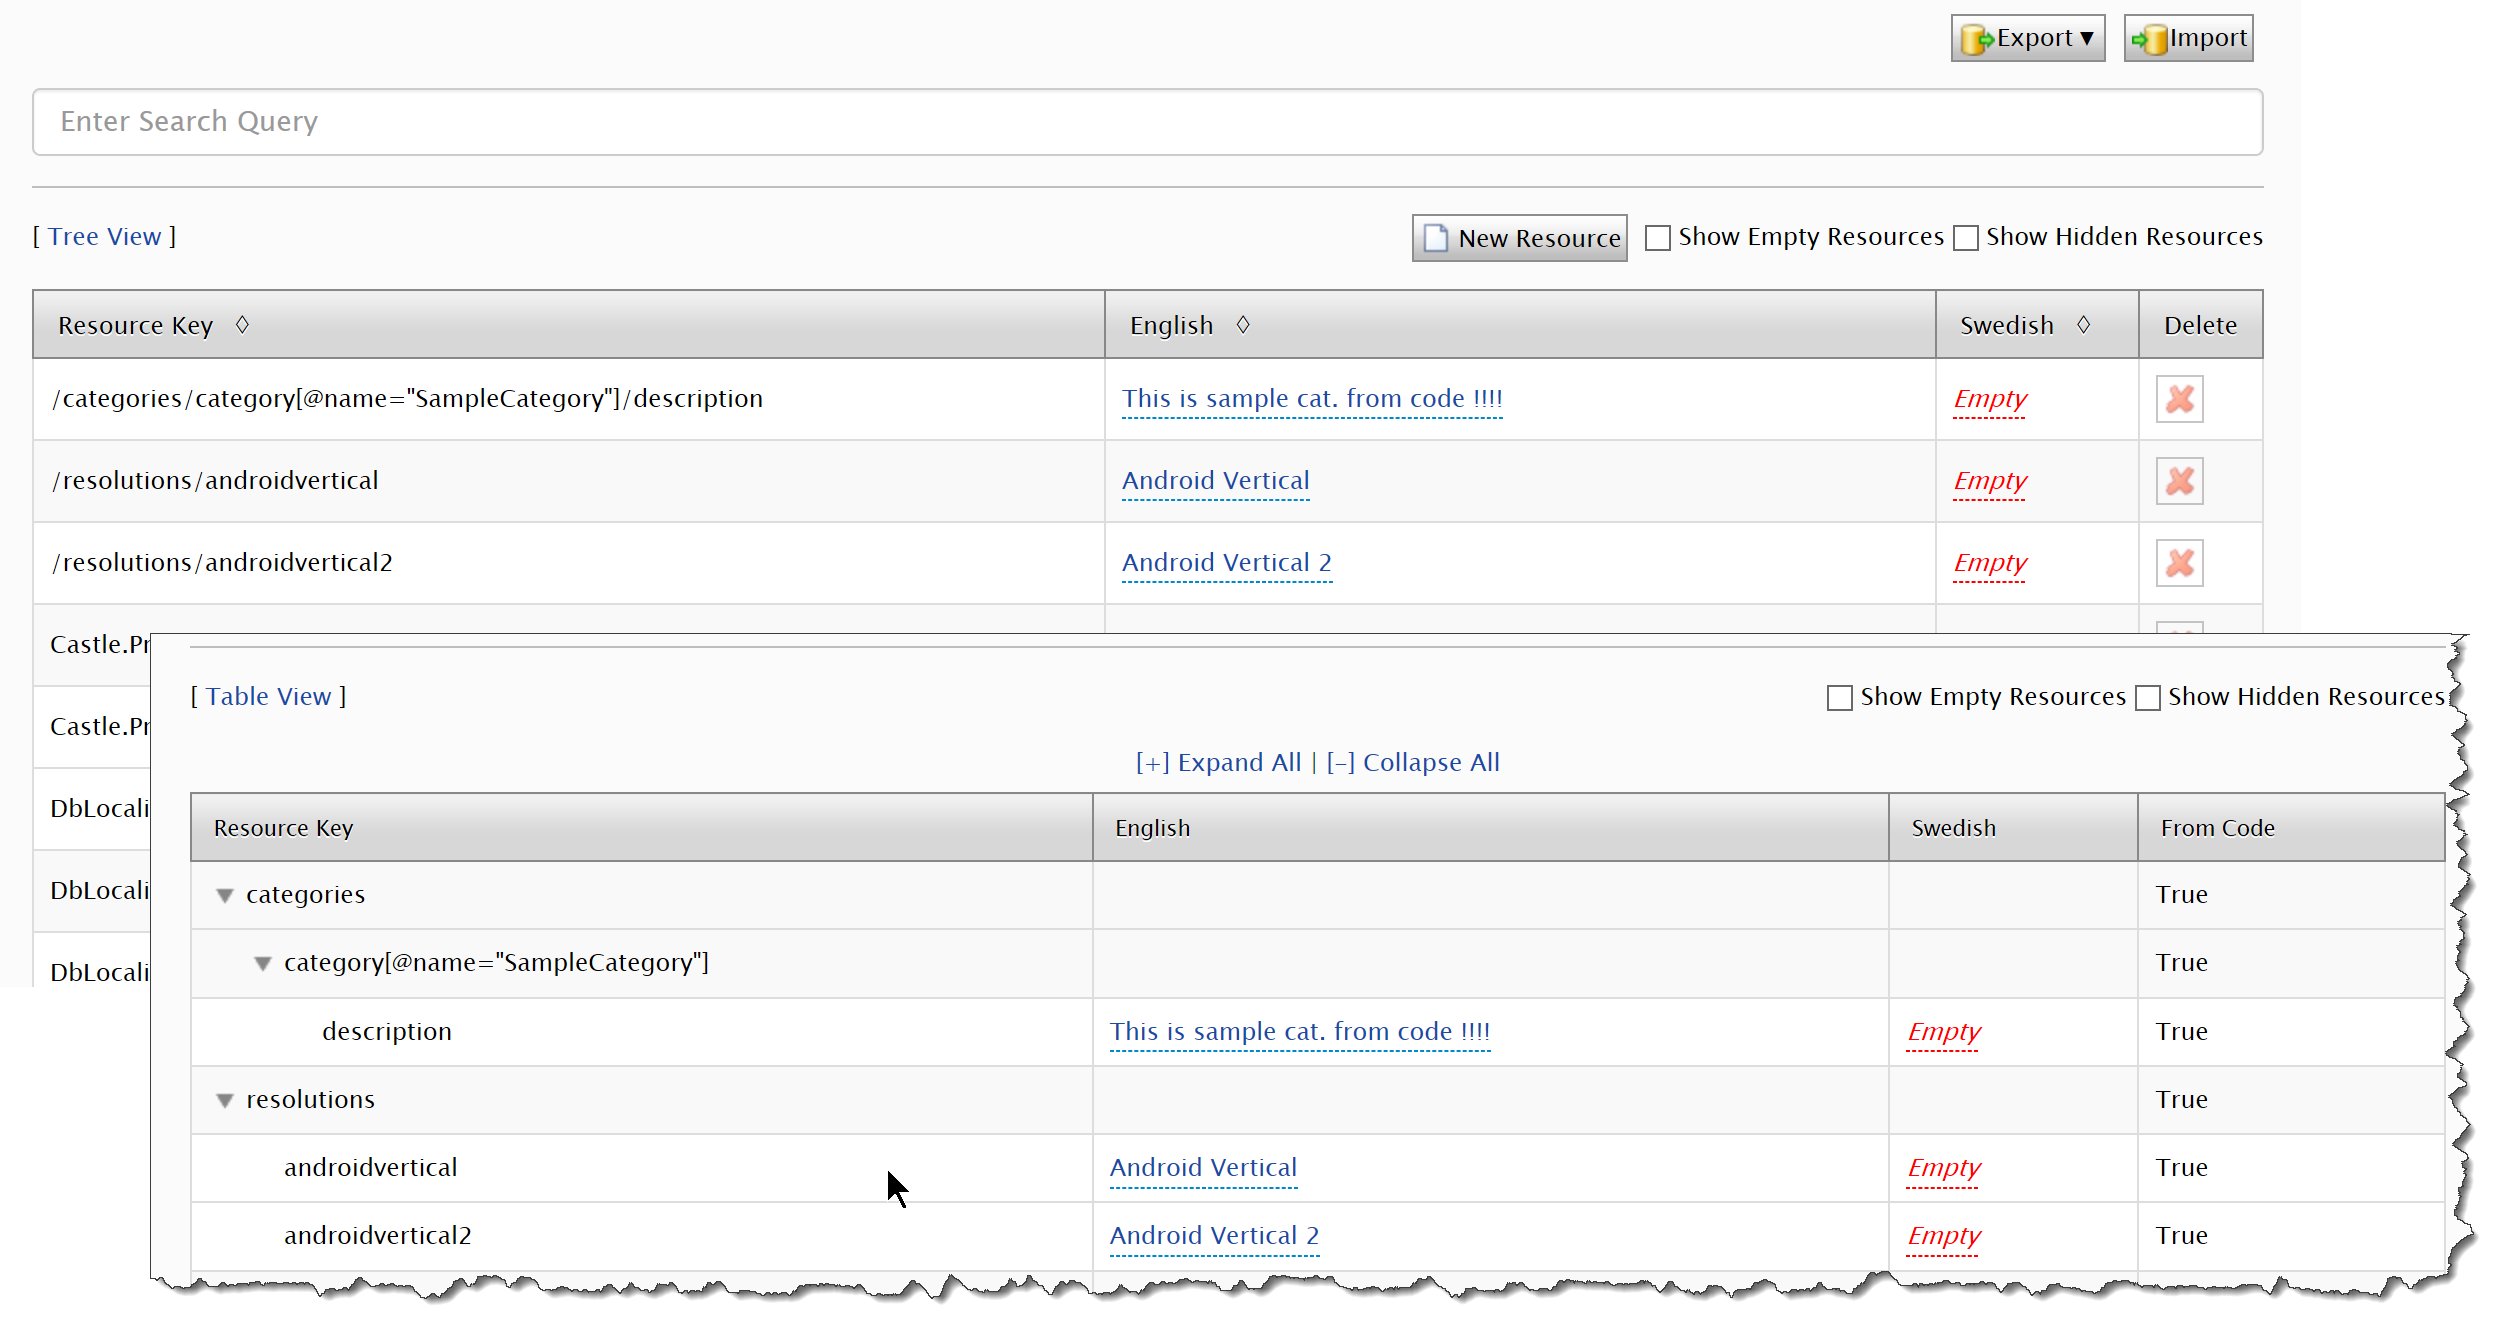 Export ▼ Import
Enter Search Query
[ Tree View ] New Resource Show Empty Resources Show Hidden Resources
Resource Key ◊ English ◊ Swedish ◊ Delete
/categories/category[@name="SampleCategory"]/description This is sample cat. from code !!!! Empty
/resolutions/androidvertical Android Vertical Empty
/resolutions/androidvertical2 Android Vertical 2 Empty
Castle.Pr
Castle.Pr
DbLocali
DbLocali
DbLocali
[ Table View ] Show Empty Resources Show Hidden Resources
[+] Expand All | [-] Collapse All
Resource Key English Swedish From Code
categories True
category[@name="SampleCategory"] True
description This is sample cat. from code !!!! Empty True
resolutions True
androidvertical Android Vertical Empty True
androidvertical2 Android Vertical 2 Empty True